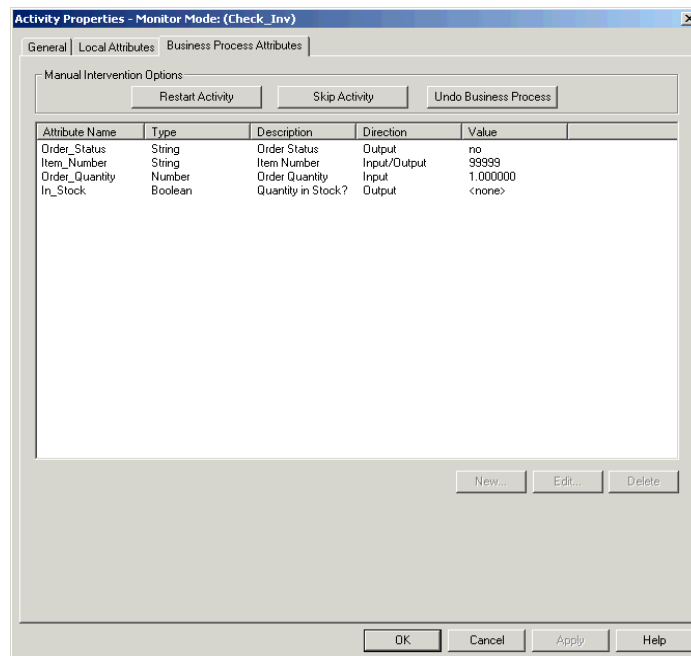 Activity Properties - Monitor Mode: (Check_Inv)
General Local Attributes Business Process Attributes
Manual Intervention Options
Restart Activity Skip Activity Undo Business Process
Attribute Name Type Description Direction Value
Order_Status String Order Status Output no
Item_Number String Item Number Input/Output 99999
Order_Quantity Number Order Quantity Input 1.000000
In_Stock Boolean Quantity in Stock? Output <none>
New... Edit... Delete
OK Cancel Apply Help